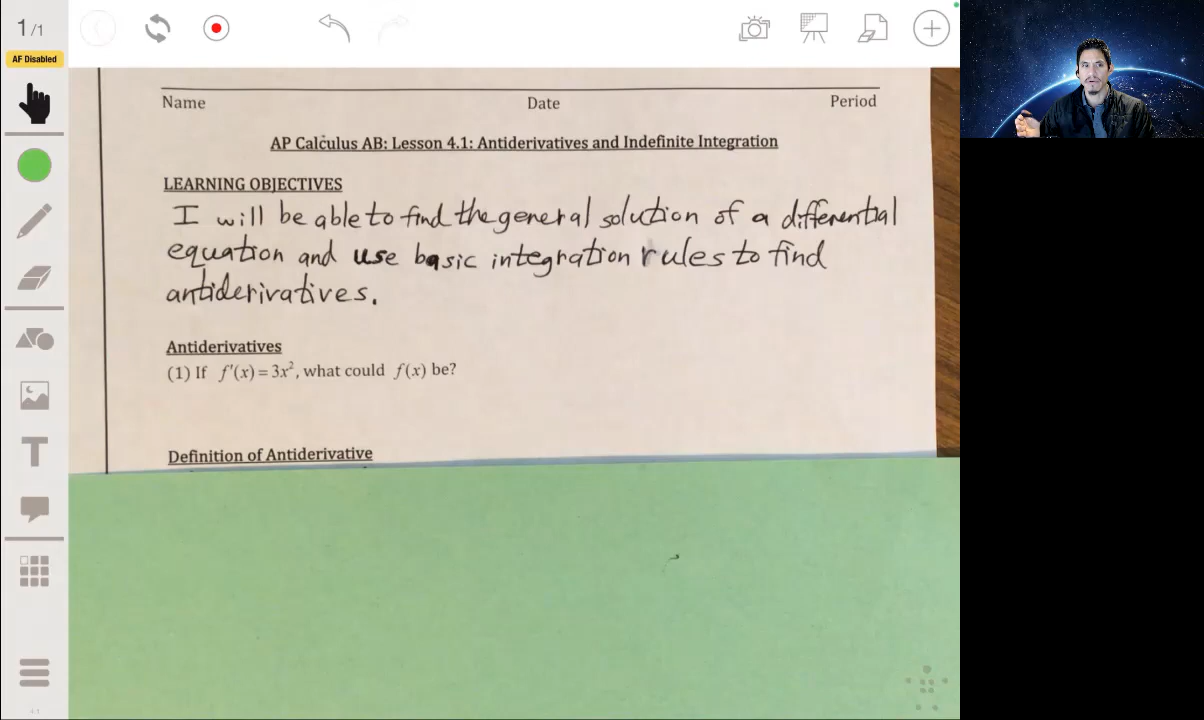 1/1
AF Disabled
Name Date Period
AP Calculus AB: Lesson 4.1: Antiderivatives and Indefinite Integration
LEARNING OBJECTIVES
I will be able to find the general solution of a differential
equation and use basic integration rules to find
antiderivatives.
Antiderivatives
(1) If f'(x) = 3x², what could f(x) be?
Definition of Antiderivative
T